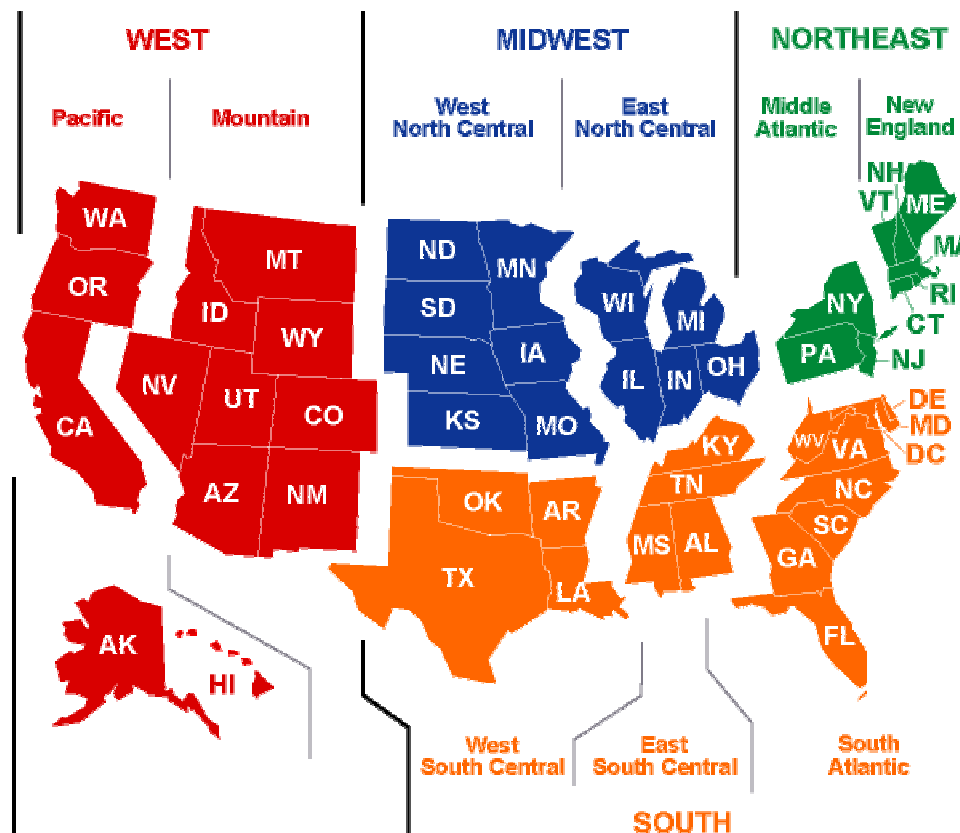 WEST
MIDWEST
NORTHEAST
Pacific
Mountain
West
North Central
East
North Central
Middle
Atlantic
New
England
WA
OR
CA
MT
ID
WY
NV
UT
CO
AZ
NM
AK
HI
ND
SD
NE
KS
MN
IA
MO
WI
MI
IL
IN
OH
NH
VT
ME
MA
RI
CT
NY
PA
NJ
DE
MD
DC
WV
VA
NC
SC
GA
FL
KY
TN
MS
AL
OK
AR
TX
LA
West
South Central
East
South Central
South
Atlantic
SOUTH